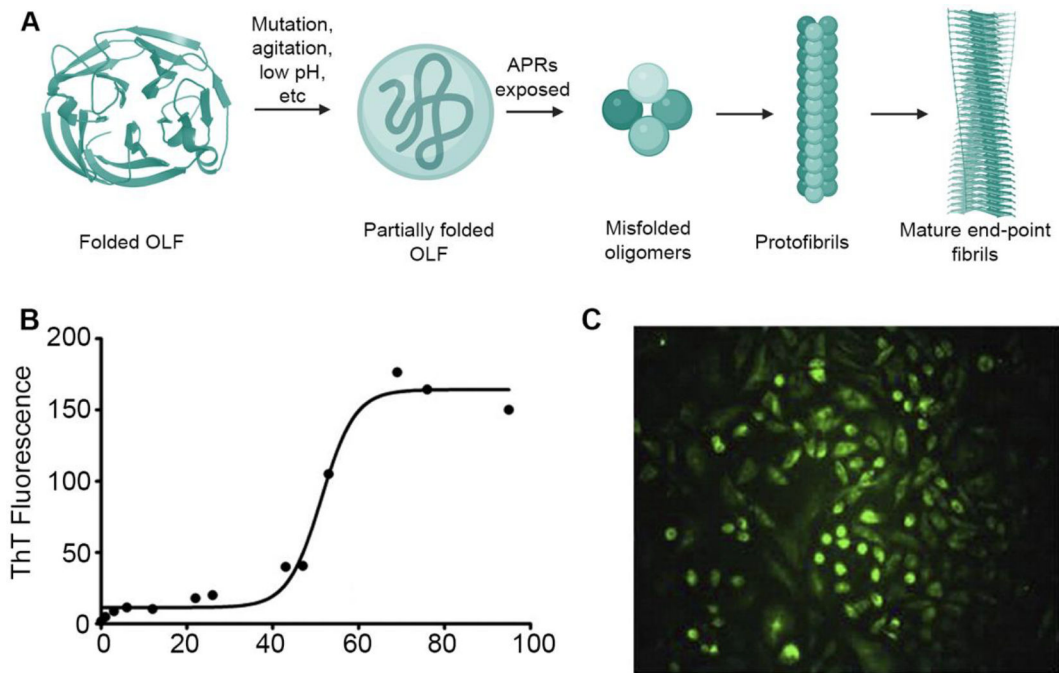 A
Mutation,
agitation,
low pH,
etc
APRs
exposed
Folded OLF
Partially folded
OLF
Misfolded
oligomers
Protofibrils
Mature end-point
fibrils
B
ThT Fluorescence
200
150
100
50
0
0 20 40 60 80 100
C